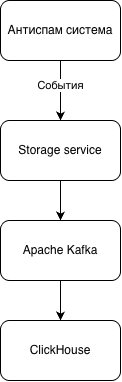 Антиспам система
События
Storage service
Apache Kafka
ClickHouse